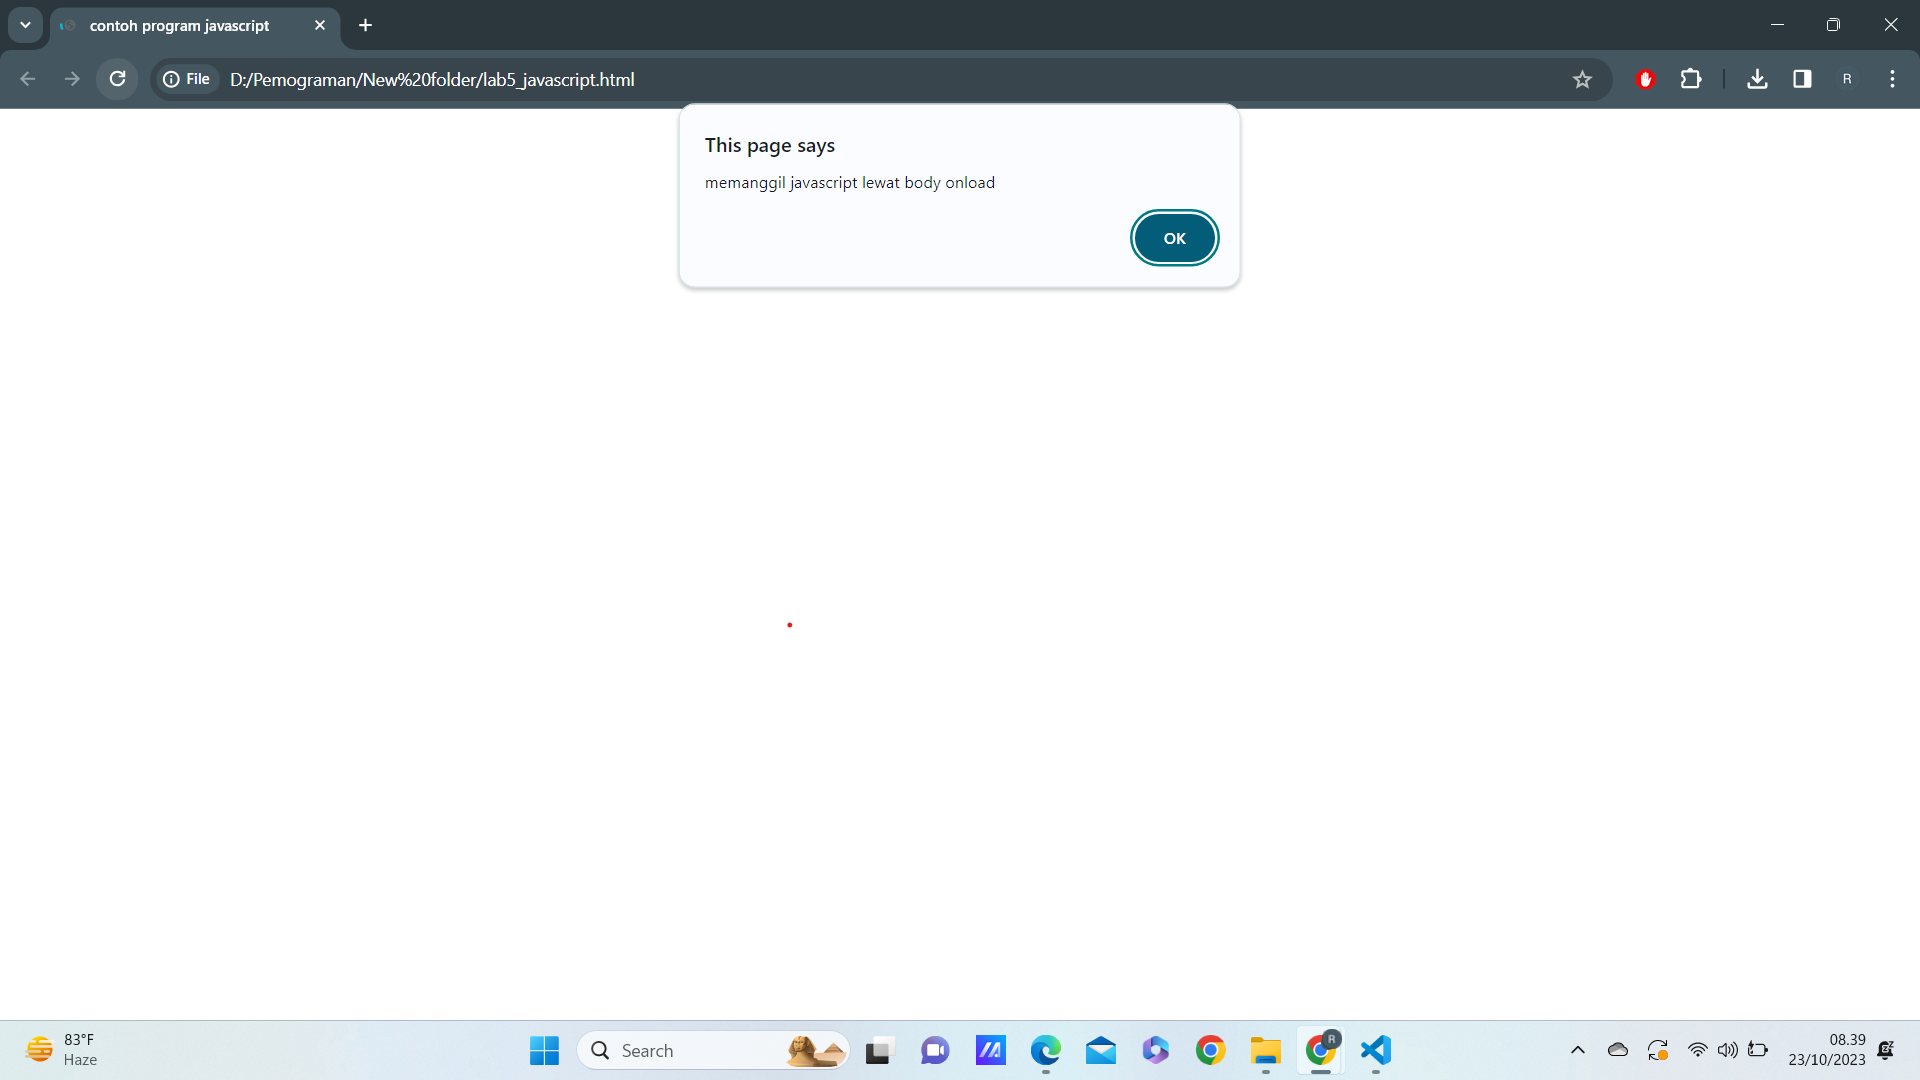 contoh program javascript
File
D:/Pemograman/New%20folder/lab5_javascript.html
R
This page says
memanggil javascript lewat body onload
OK
83°F
Haze
Search
R
08.39
23/10/2023